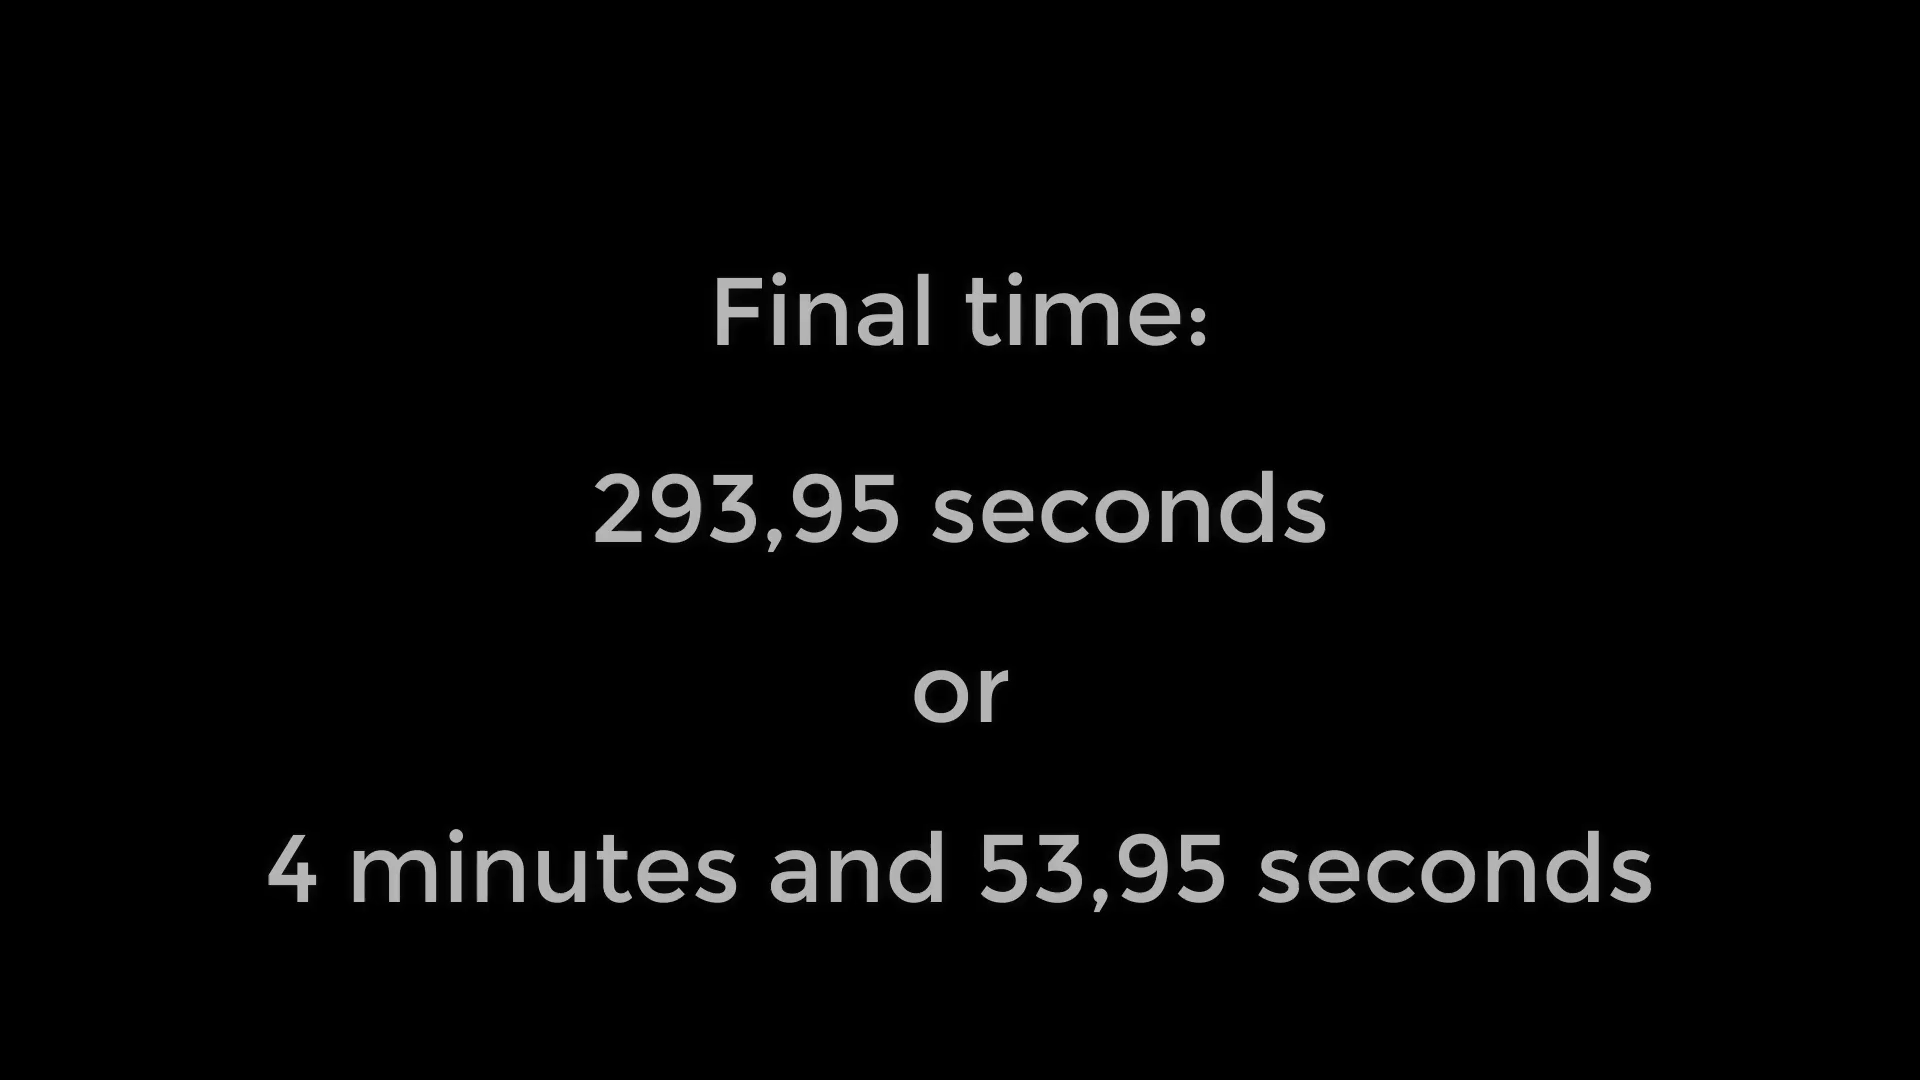 Final time:
293,95 seconds
or
4 minutes and 53,95 seconds